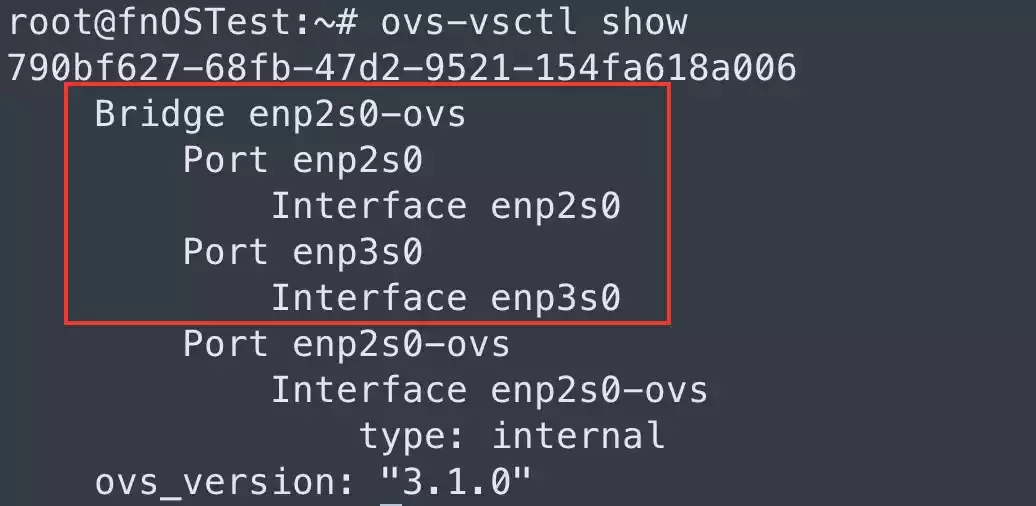 root@fnOSTest:~# ovs-vsctl show
790bf627-68fb-47d2-9521-154fa618a006
    Bridge enp2s0-ovs
        Port enp2s0
            Interface enp2s0
        Port enp3s0
            Interface enp3s0
        Port enp2s0-ovs
            Interface enp2s0-ovs
                type: internal
    ovs_version: "3.1.0"